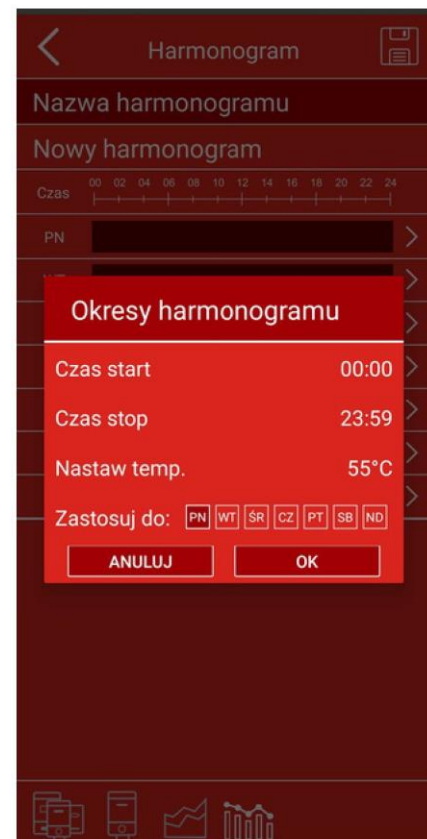 Harmonogram
Nazwa harmonogramu
Nowy harmonogram
Czas 00 02 04 06 08 10 12 14 16 18 20 22 24
PN
Okresy harmonogramu
Czas start 00:00
Czas stop 23:59
Nastaw temp. 55°C
Zastosuj do: PN WT ŚR CZ PT SB ND
ANULUJ OK